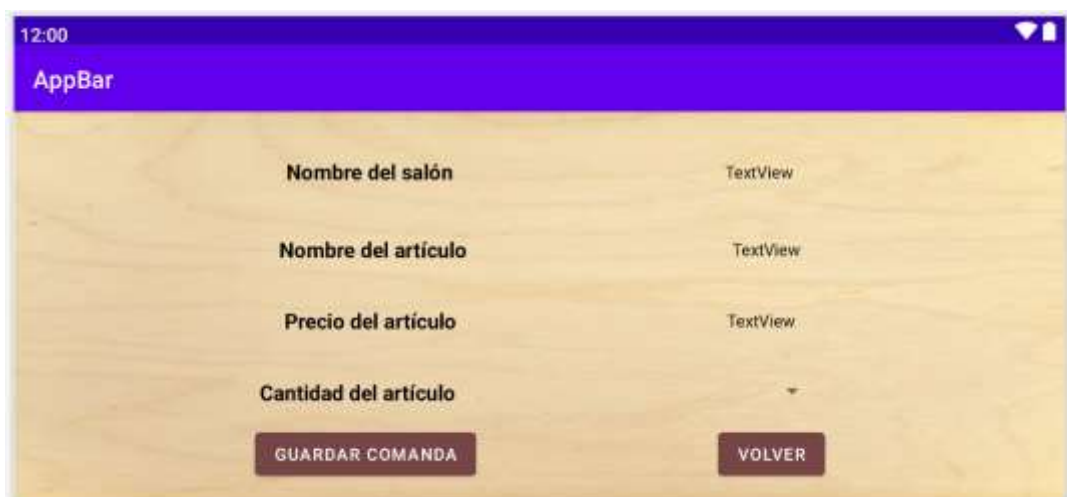 12:00
AppBar
Nombre del salón TextView
Nombre del artículo TextView
Precio del artículo TextView
Cantidad del artículo
GUARDAR COMANDA VOLVER